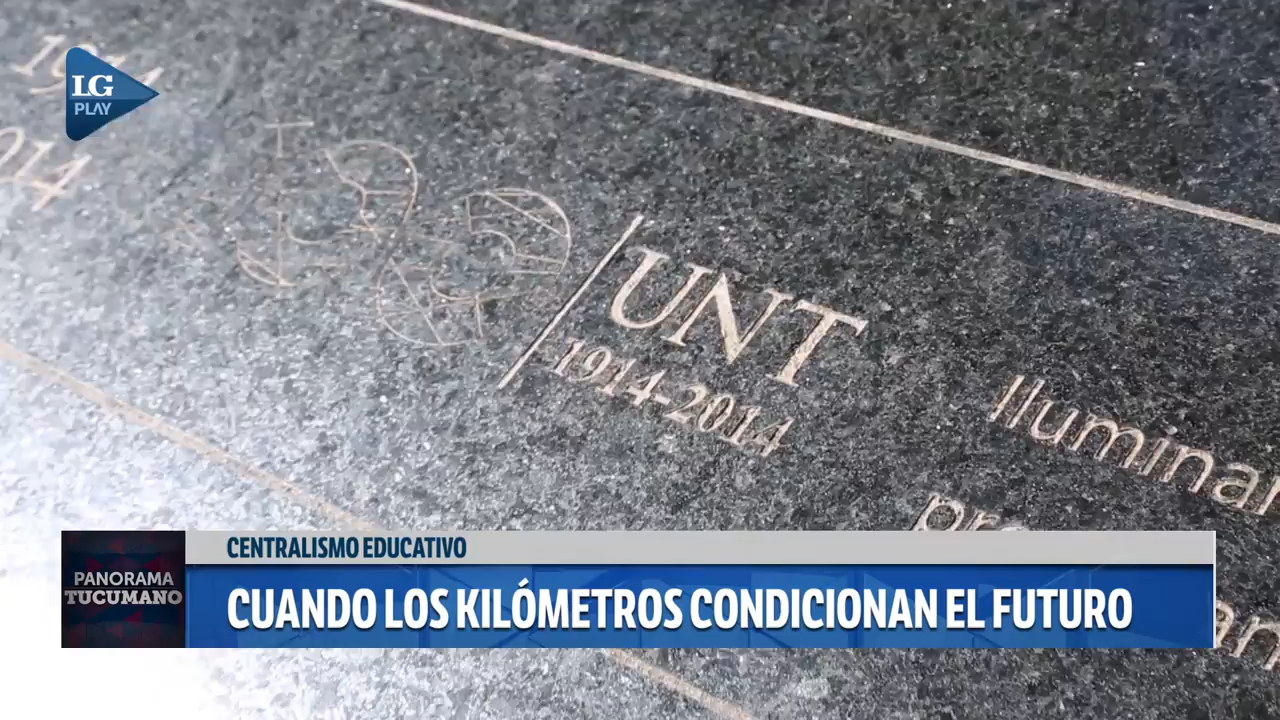 LG
PLAY
UNT
1914-2014
Iluminar
CENTRALISMO EDUCATIVO
PANORAMA
TUCUMANO
CUANDO LOS KILÓMETROS CONDICIONAN EL FUTURO